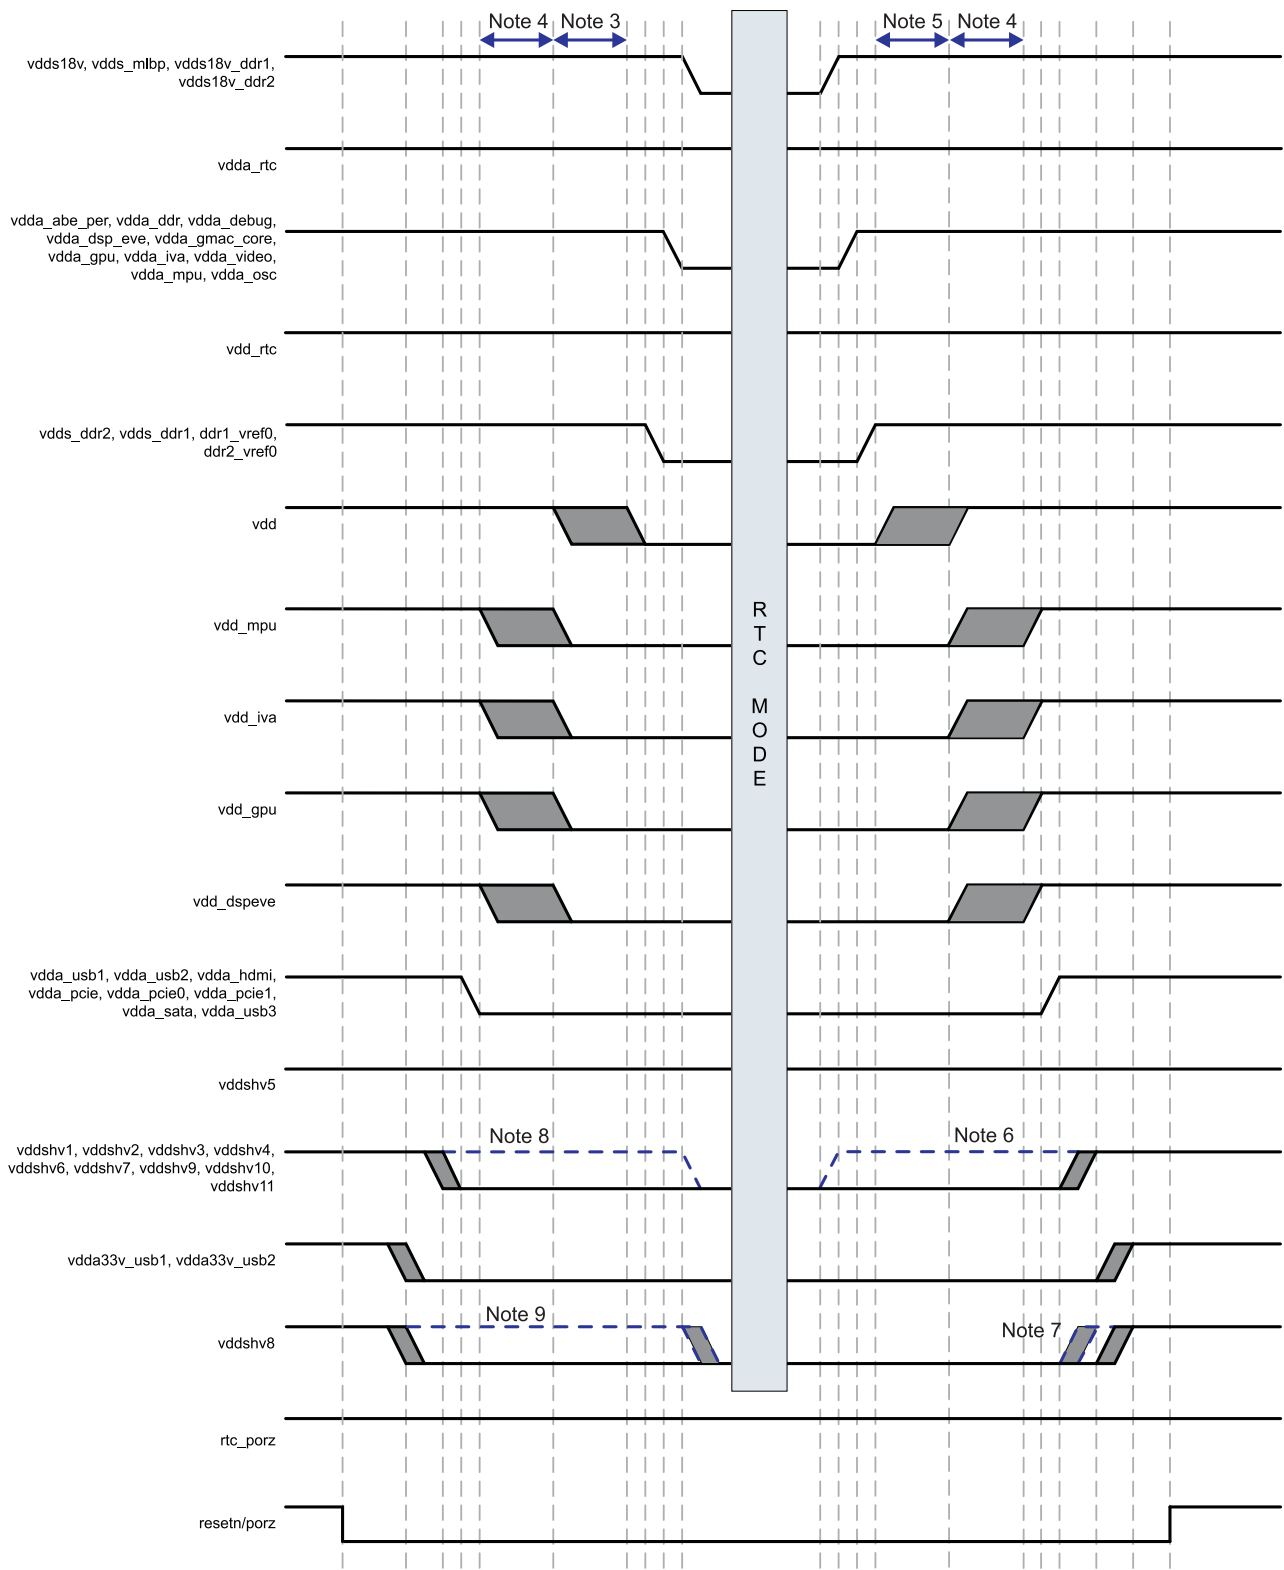 Note 4 Note 3 Note 5 Note 4
vdds18v, vdds_mlbp, vdds18v_ddr1,
vdds18v_ddr2
vdda_rtc
vdda_abe_per, vdda_ddr, vdda_debug,
vdda_dsp_eve, vdda_gmac_core,
vdda_gpu, vdda_iva, vdda_video,
vdda_mpu, vdda_osc
vdd_rtc
vdds_ddr2, vdds_ddr1, ddr1_vref0,
ddr2_vref0
vdd
vdd_mpu
vdd_iva
vdd_gpu
vdd_dspeve
RTC MODE
vdda_usb1, vdda_usb2, vdda_hdmi,
vdda_pcie, vdda_pcie0, vdda_pcie1,
vdda_sata, vdda_usb3
vddshv5
Note 8 Note 6
vddshv1, vddshv2, vddshv3, vddshv4,
vddshv6, vddshv7, vddshv9, vddshv10,
vddshv11
vdda33v_usb1, vdda33v_usb2
Note 9 Note 7
vddshv8
rtc_porz
resetn/porz